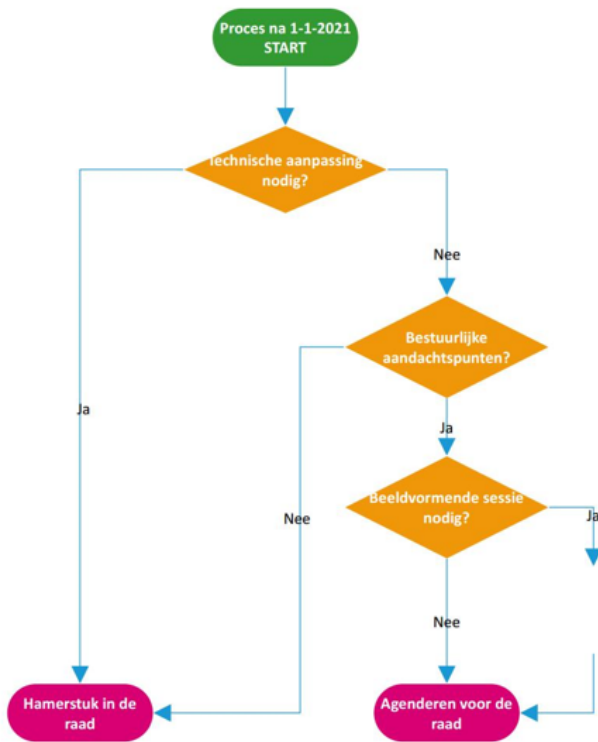 Proces na 1-1-2021
START
Technische aanpassing
nodig?
Nee
Bestuurlijke
aandachtspunten?
Ja
Ja
Beeldvormende sessie
nodig?
Ja
Nee
Nee
Hamerstuk in de
raad
Agenderen voor de
raad